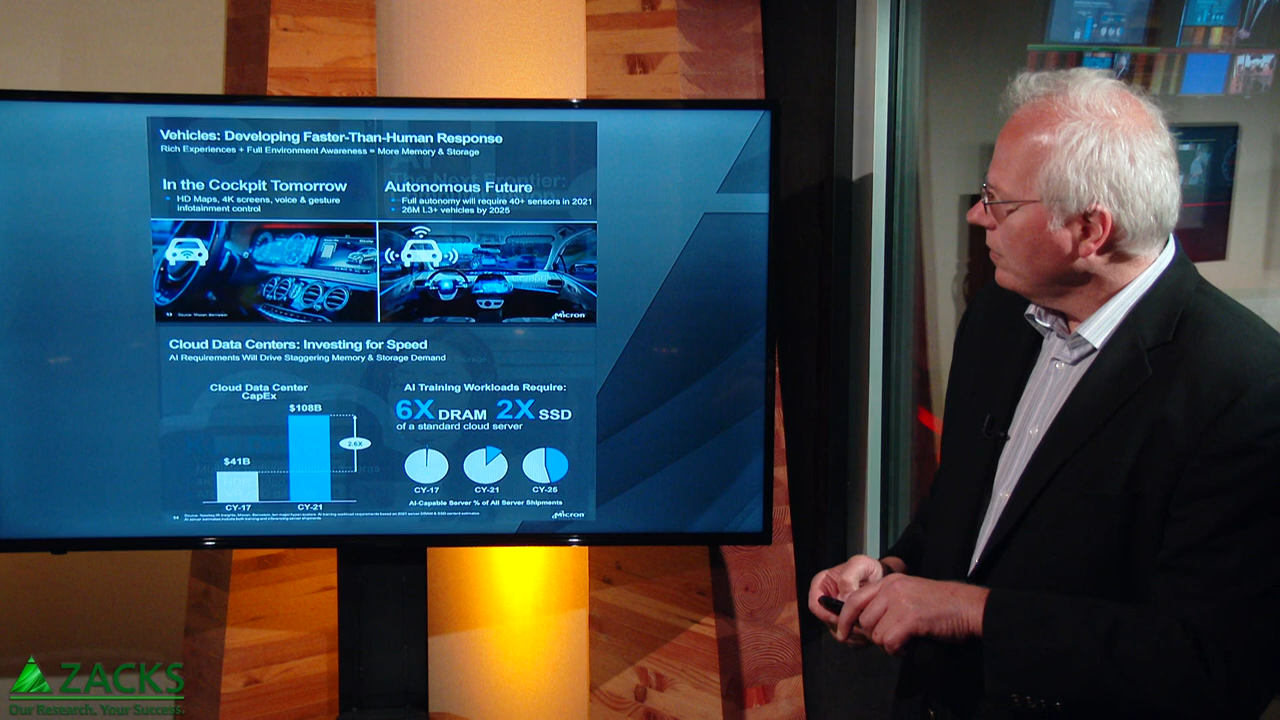 Vehicles: Developing Faster-Than-Human Response
Rich Experiences + Full Environment Awareness = More Memory & Storage
In the Cockpit Tomorrow
HD Maps, 4K screens, voice & gesture
infotainment control
Autonomous Future
Full autonomy will require 40+ sensors in 2021
26M L3+ vehicles by 2025
The Next Frontier:
Micron
Cloud Data Centers: Investing for Speed
AI Requirements Will Drive Staggering Memory & Storage Demand
Cloud Data Center
CapEx
$108B
2.6X
$41B
CY-17 CY-21
AI Training Workloads Require:
6X DRAM 2X SSD
of a standard cloud server
CY-17 CY-21 CY-25
AI-Capable Server % of All Server Shipments
Micron
ZACKS
Our Research. Your Success.